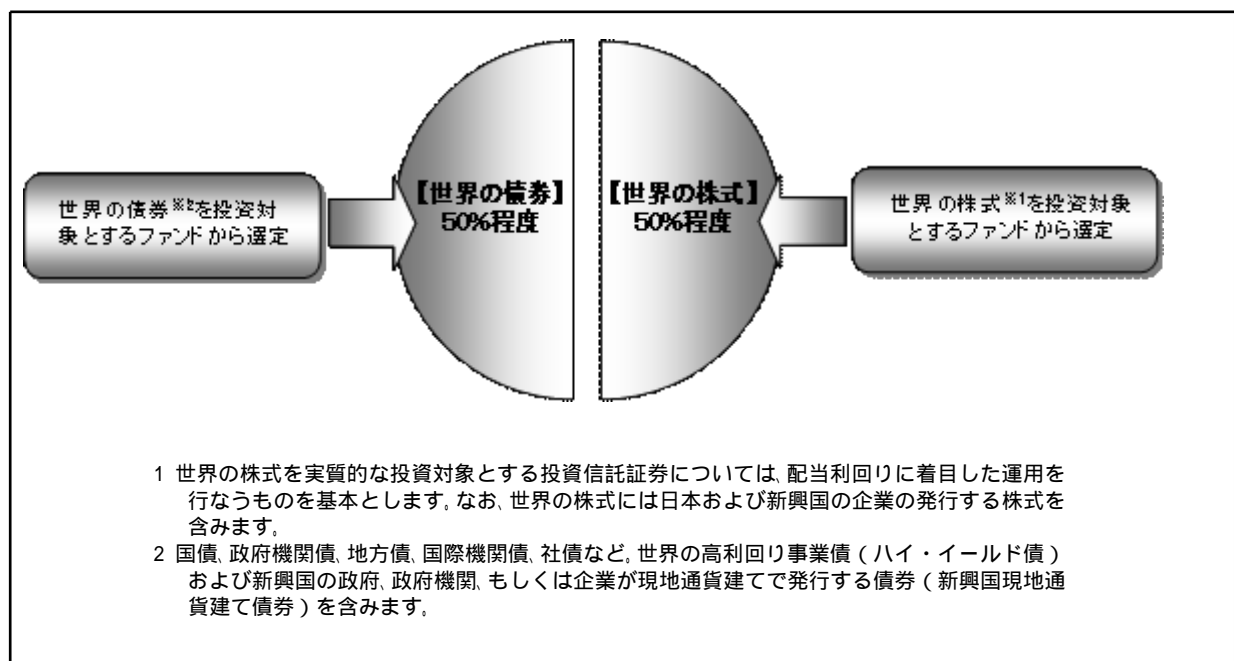 世界の債券※2を投資対
象とするファンドから選定
【世界の債券】
50%程度
【世界の株式】
50%程度
世界の株式※1を投資対象
とするファンドから選定
1 世界の株式を実質的な投資対象とする投資信託証券については、配当利回りに着目した運用を
行なうものを基本とします。なお、世界の株式には日本および新興国の企業の発行する株式を
含みます。
2 国債、政府機関債、地方債、国際機関債、社債など。世界の高利回り事業債(ハイ・イールド債)
および新興国の政府、政府機関、もしくは企業が現地通貨建てで発行する債券(新興国現地通
貨建て債券)を含みます。